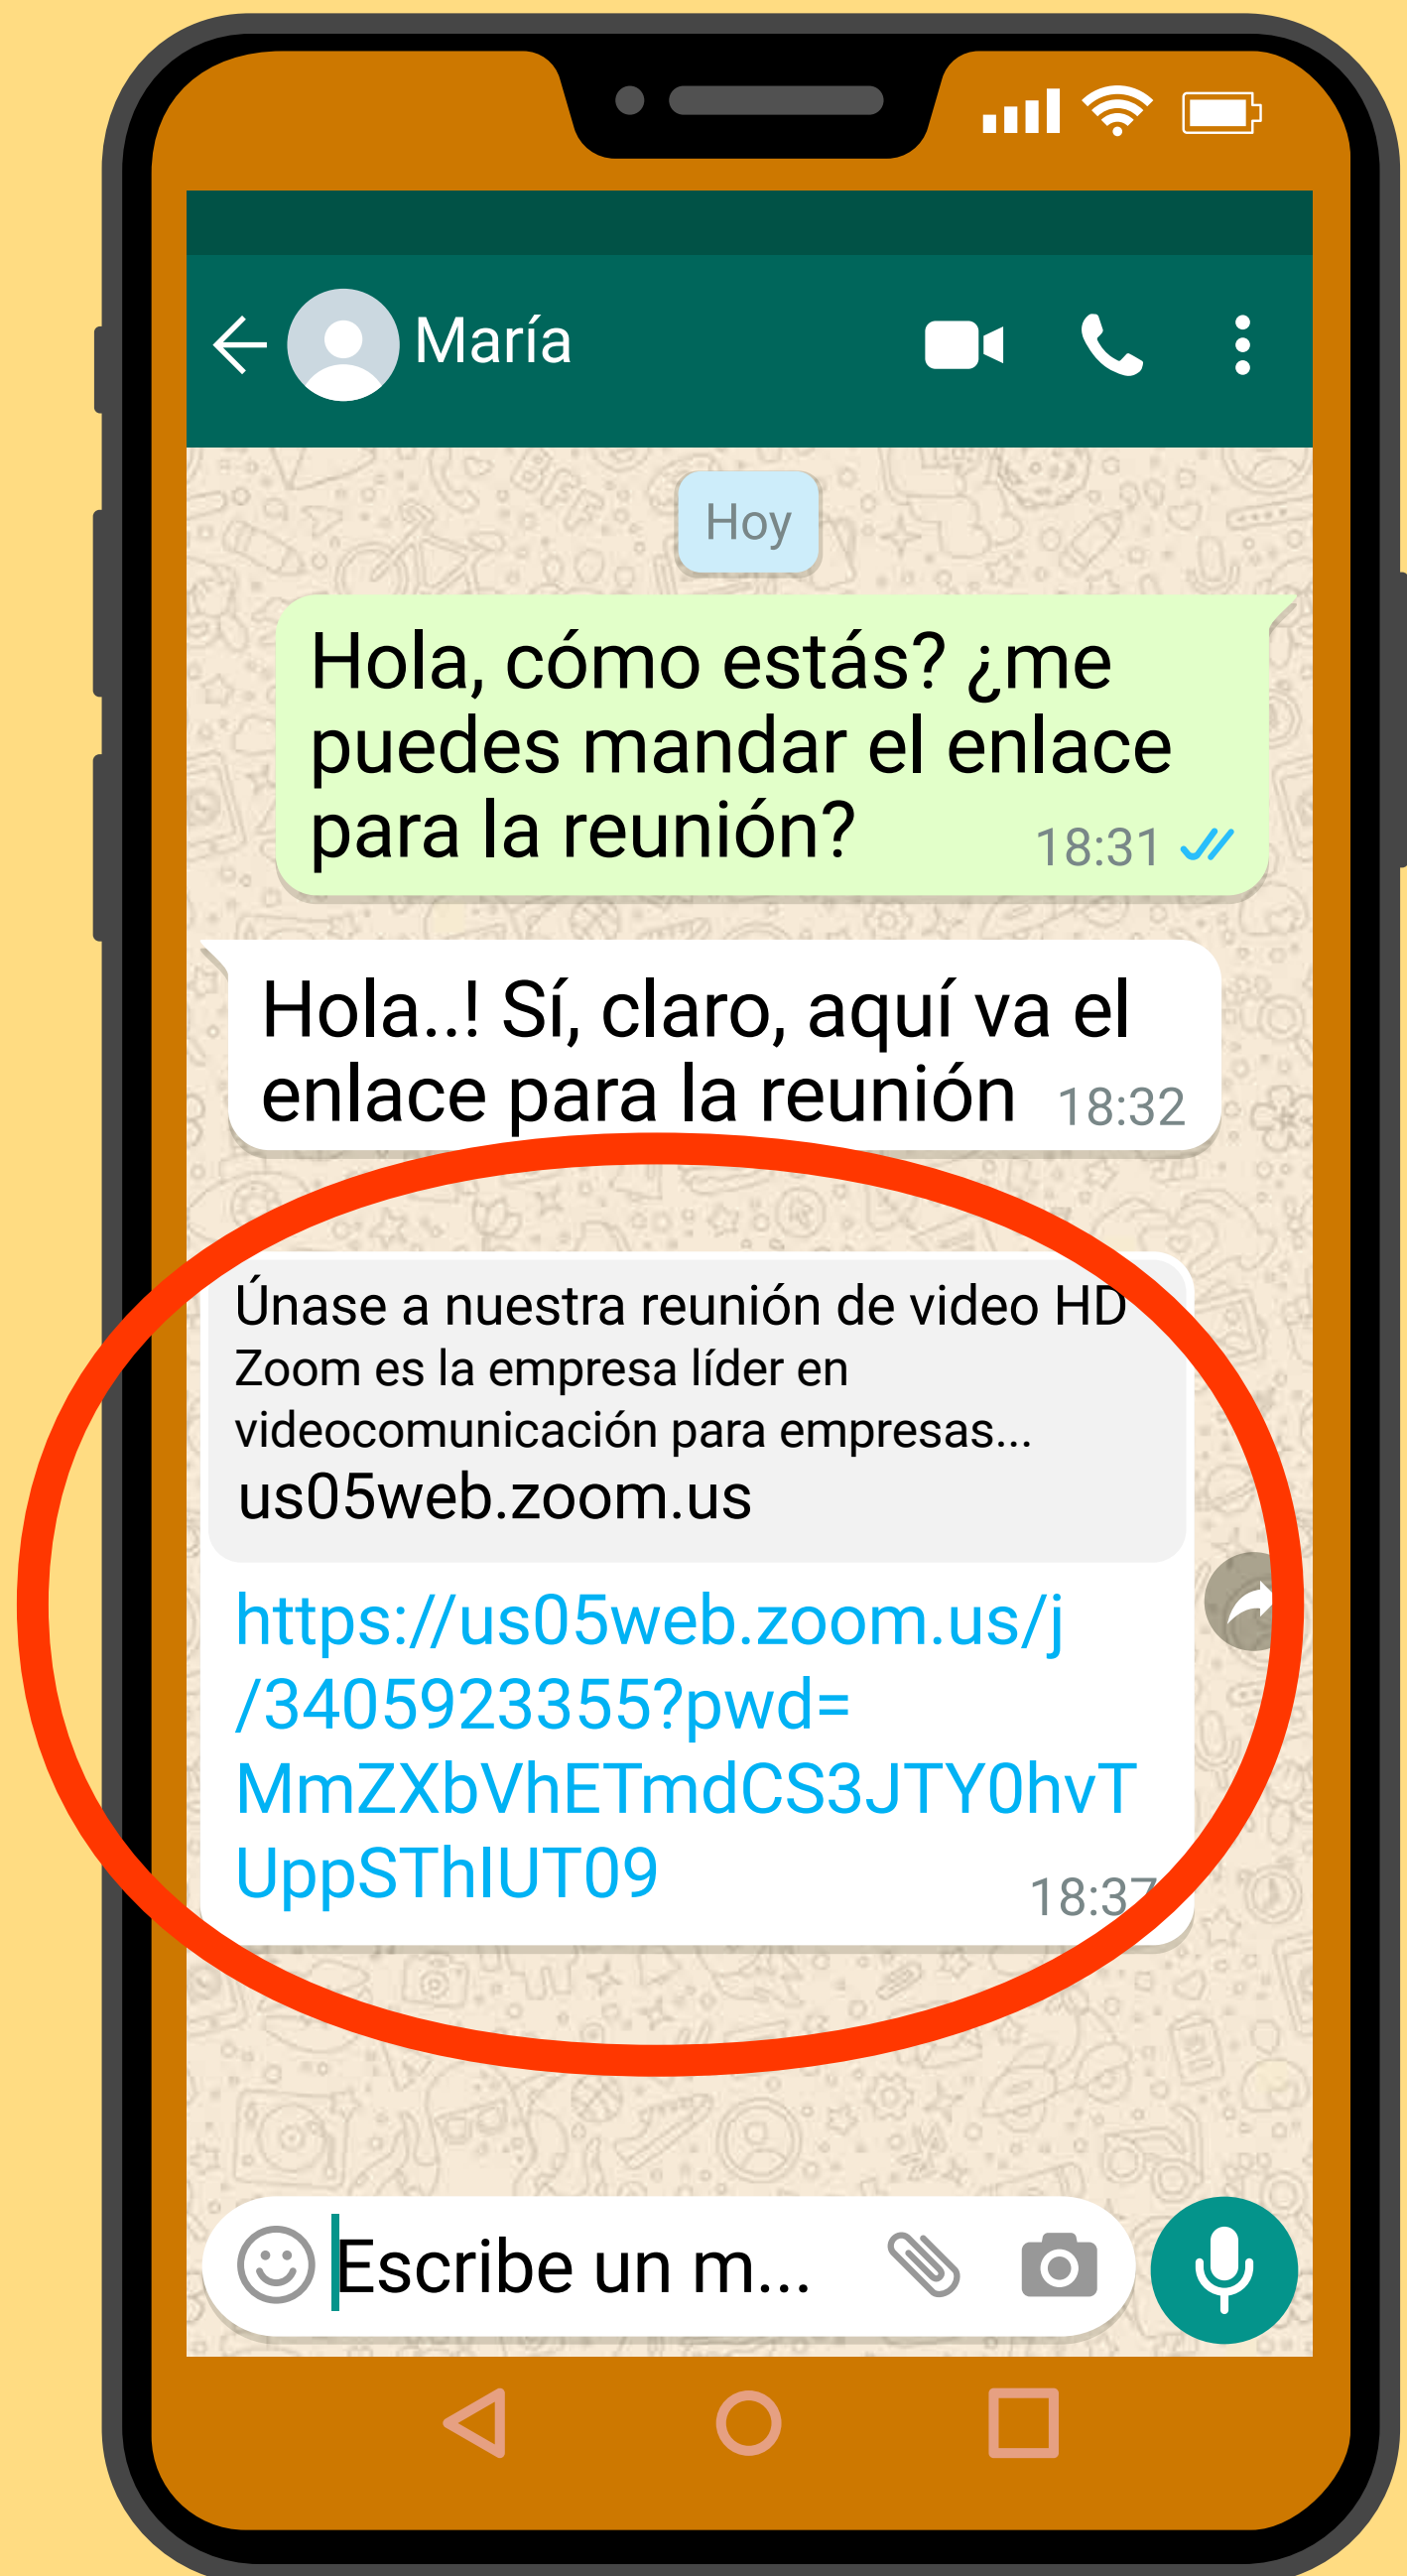 María
Hoy
Hola, cómo estás? ¿me
puedes mandar el enlace
para la reunión?
18:31
Hola..! Sí, claro, aquí va el
enlace para la reunión 18:32
Únase a nuestra reunión de video HD
Zoom es la empresa líder en
videocomunicación para empresas...
us05web.zoom.us
https://us05web.zoom.us/j
/3405923355?pwd=
MmZXbVhETmdCS3JTY0hvT
UppSThlUT09
18:37
Escribe un m...